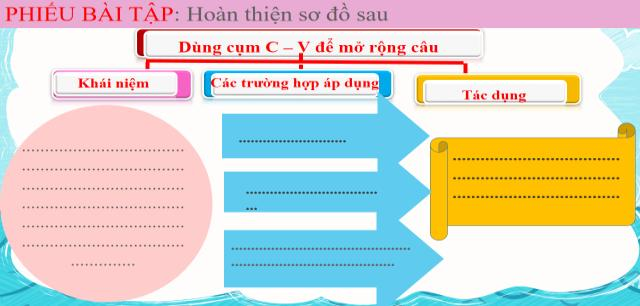 PHIẾU BÀI TẬP: Hoàn thiện sơ đồ sau
Dùng cụm C – V để mở rộng câu
Khái niệm
Các trường hợp áp dụng
Tác dụng